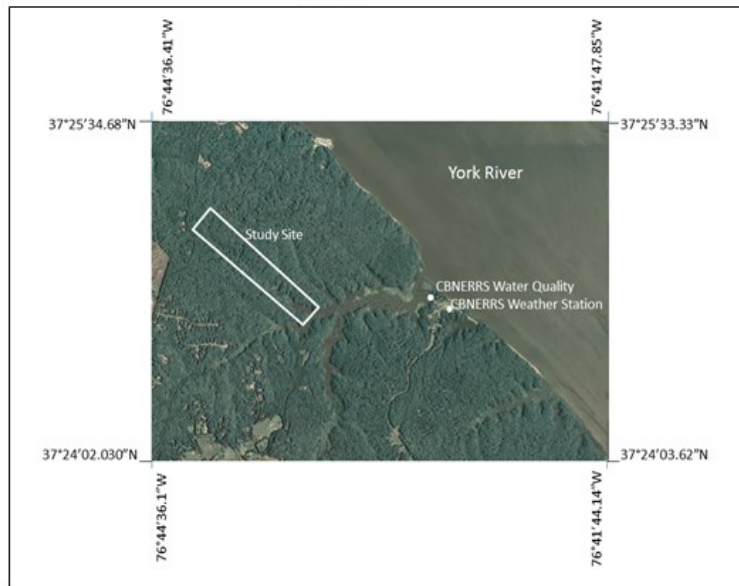 76°44'36.41"W
76°41'47.85"W
37°25'34.68"N
37°25'33.33"N
York River
Study Site
CBNERRS Water Quality
CBNERRS Weather Station
37°24'02.030"N
37°24'03.62"N
76°44'36.1"W
76°41'44.14"W